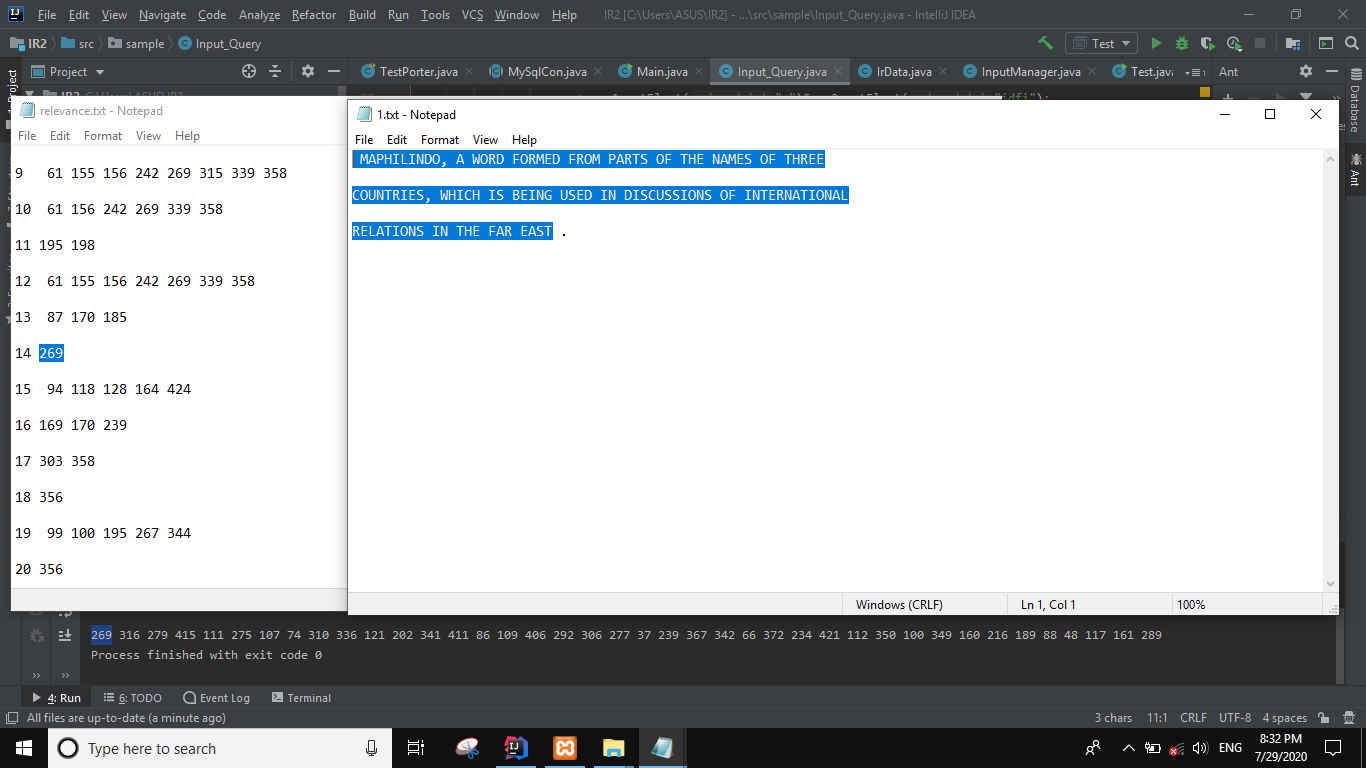 File Edit View Navigate Code Analyze Refactor Build Run Tools VCS Window Help IR2 [C:\Users\ASUS\IR2] - ...\src\sample\Input_Query.java - IntelliJ IDEA
IR2 src sample Input_Query Test
Project TestPorter.java MySqlCon.java Main.java Input_Query.java IrData.java InputManager.java Test.java Ant
Project
Database
Ant
relevance.txt - Notepad
File Edit Format View Help
9 61 155 156 242 269 315 339 358
10 61 156 242 269 339 358
11 195 198
12 61 155 156 242 269 339 358
13 87 170 185
14 269
15 94 118 128 164 424
16 169 170 239
17 303 358
18 356
19 99 100 195 267 344
20 356
1.txt - Notepad
File Edit Format View Help
MAPHILINDO, A WORD FORMED FROM PARTS OF THE NAMES OF THREE
COUNTRIES, WHICH IS BEING USED IN DISCUSSIONS OF INTERNATIONAL
RELATIONS IN THE FAR EAST .
Windows (CRLF) Ln 1, Col 1 100%
269 316 279 415 111 275 107 74 310 336 121 202 341 411 86 109 406 292 306 277 37 239 367 342 66 372 234 421 112 350 100 349 160 216 189 88 48 117 161 289
Process finished with exit code 0
4: Run 6: TODO Event Log Terminal
All files are up-to-date (a minute ago) 3 chars 11:1 CRLF UTF-8 4 spaces
Type here to search ENG 8:32 PM
7/29/2020